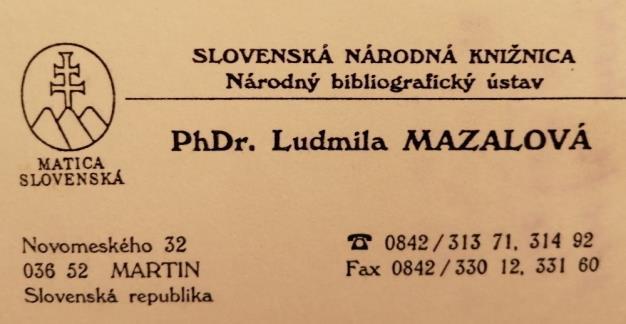 SLOVENSKÁ NÁRODNÁ KNIŽNICA
Národný bibliografický ústav
PhDr. Ludmila MAZALOVÁ
MATICA
SLOVENSKÁ
Novomeského 32
036 52 MARTIN
Slovenská republika
☎ 0842/313 71, 314 92
Fax 0842/330 12, 331 60